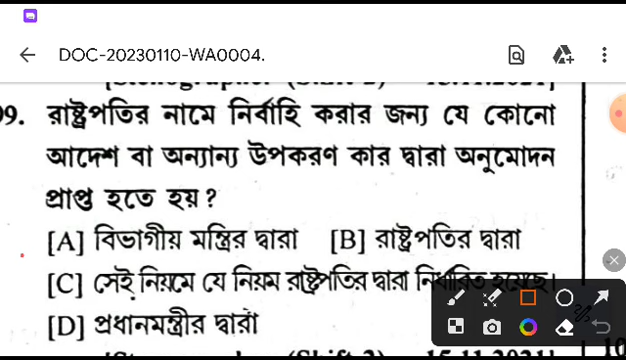 DOC-20230110-WA0004.
99. রাষ্ট্রপতির নামে নির্বাহি করার জন্য যে কোনো
আদেশ বা অন্যান্য উপকরণ কার দ্বারা অনুমোদন
প্রাপ্ত হতে হয় ?
[A] বিভাগীয় মন্ত্রির দ্বারা [B] রাষ্ট্রপতির দ্বারা
[C] সেই নিয়মে যে নিয়ম রাষ্ট্রপতির দ্বারা নির্ধারিত হয়েছে।
[D] প্রধানমন্ত্রীর দ্বারা